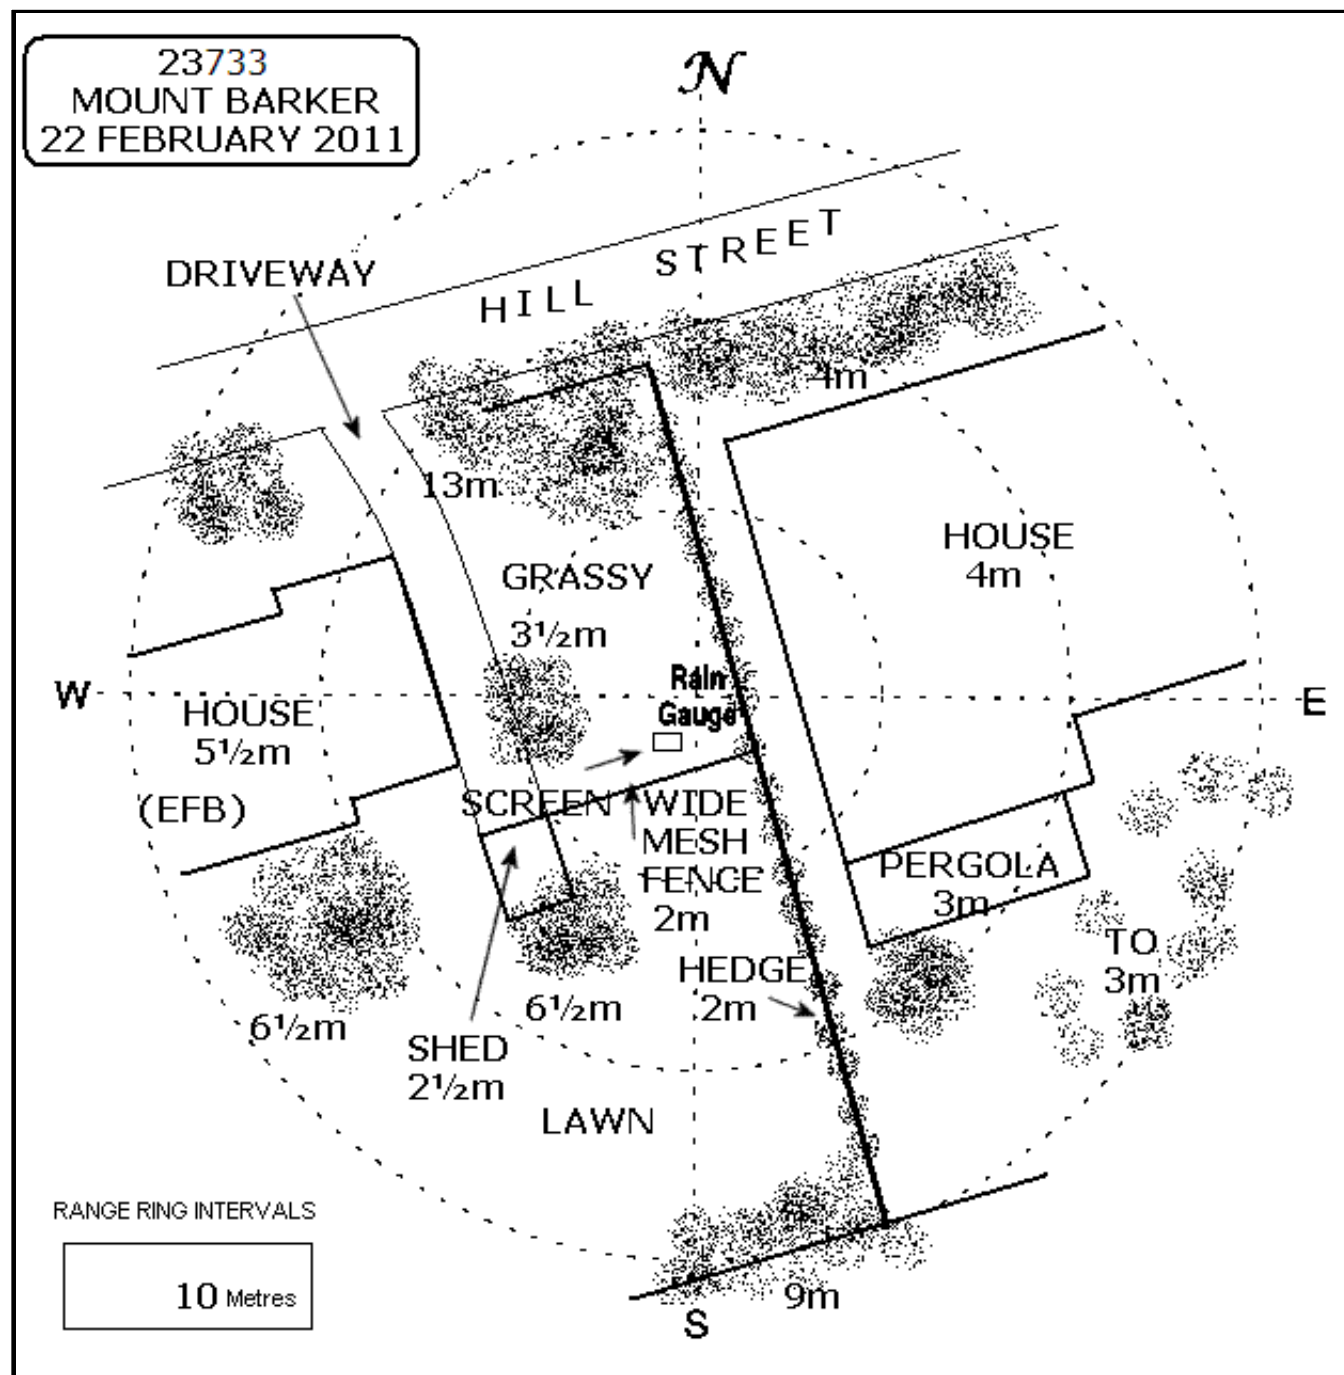 23733
MOUNT BARKER
22 FEBRUARY 2011
N
HILL STREET
DRIVEWAY
4m
13m
HOUSE
4m
GRASSY
3½m
Rain
Gauge
W
E
HOUSE
5½m
(EFB)
SCREEN
WIDE
MESH
FENCE
2m
PERGOLA
3m
TO
3m
HEDGE
2m
6½m
6½m
SHED
2½m
LAWN
9m
S
RANGE RING INTERVALS
10 Metres